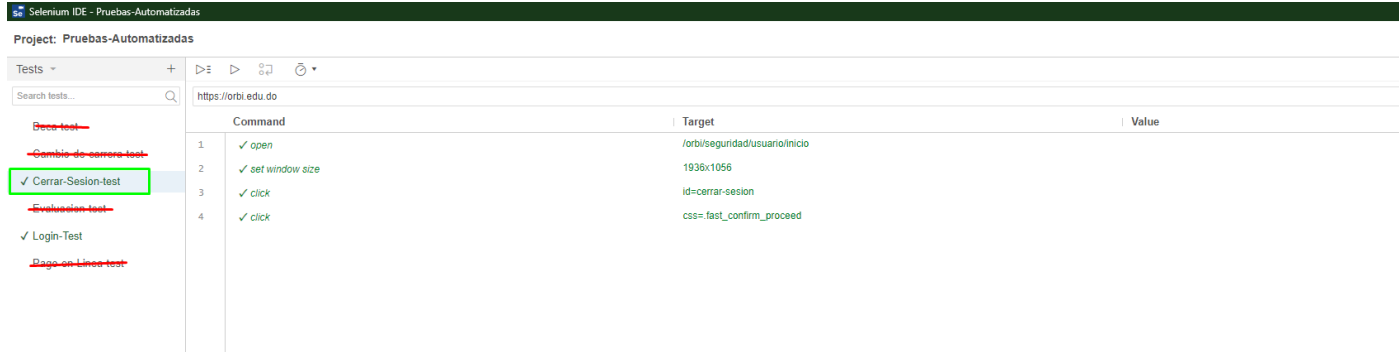 Selenium IDE - Pruebas-Automatizadas
Project: Pruebas-Automatizadas
Tests
Search tests...
https://orbi.edu.do
Command Target Value
Beca-test
Cambio-de-carrera-test
✓ Cerrar-Sesion-test
Evaluacion-test
✓ Login-Test
Pago-en-Linea-test
1 ✓ open /orbi/seguridad/usuario/inicio
2 ✓ set window size 1936x1056
3 ✓ click id=cerrar-sesion
4 ✓ click css=.fast_confirm_proceed